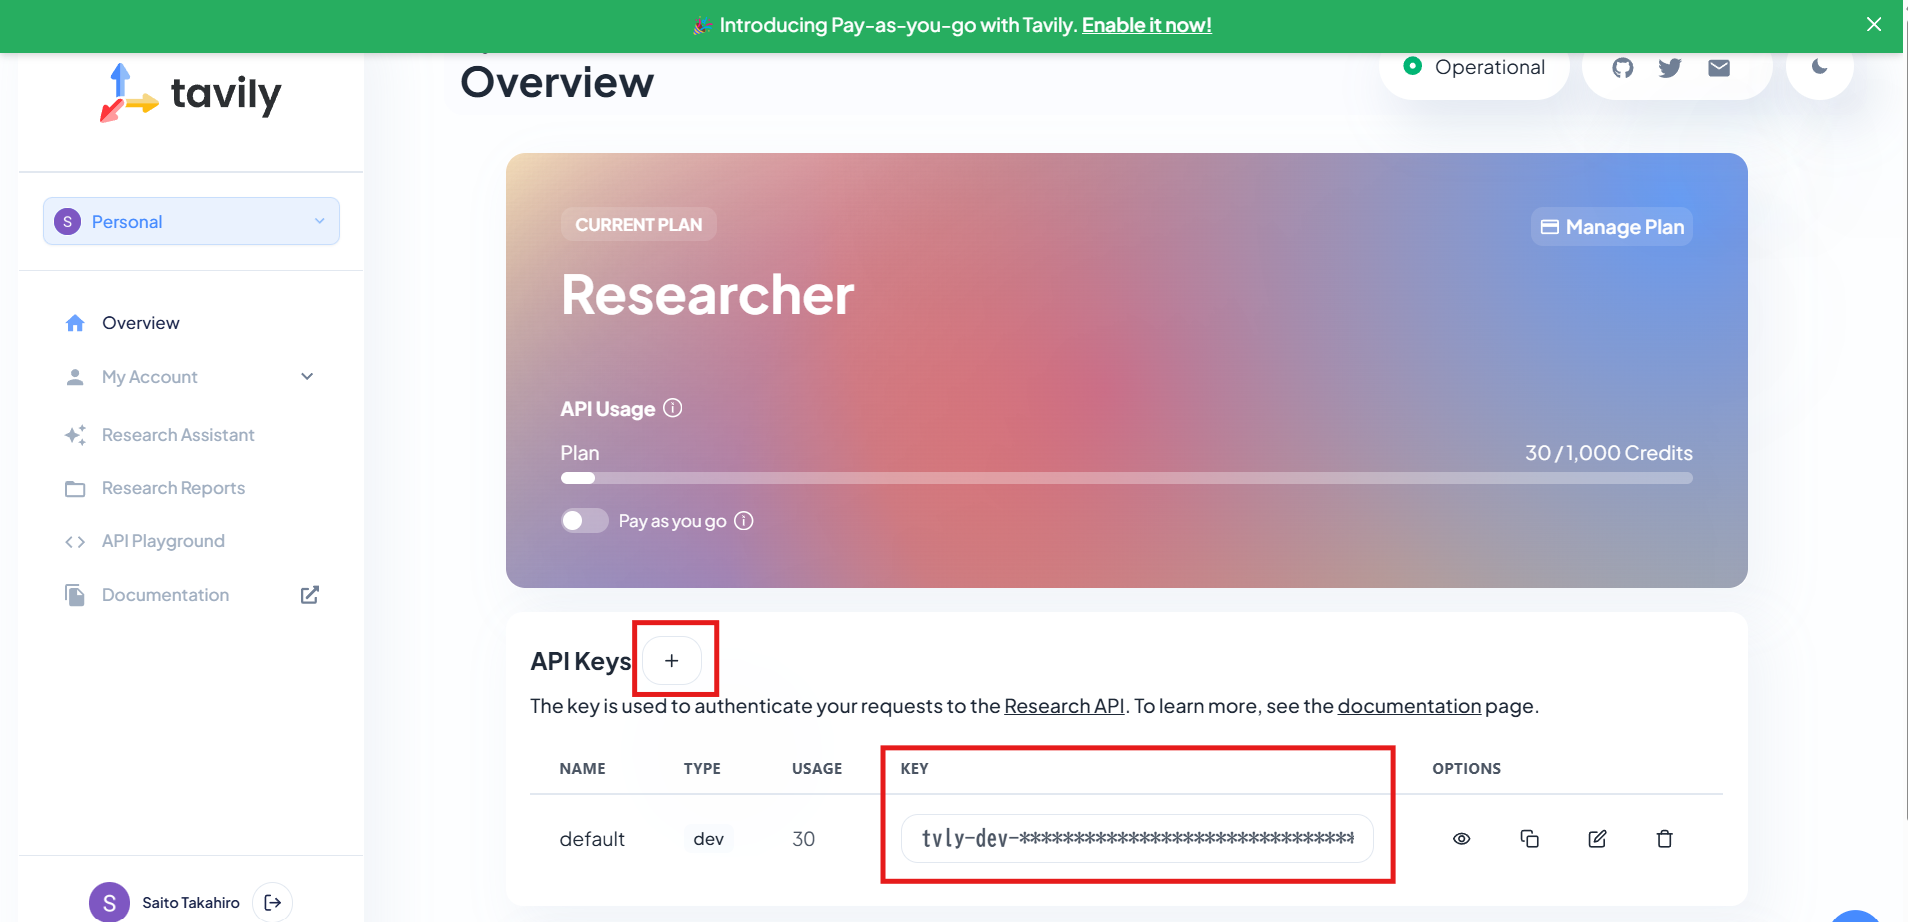 🎉 Introducing Pay-as-you-go with Tavily. Enable it now!
tavily
Overview
Operational
S Personal
Overview
My Account
Research Assistant
Research Reports
API Playground
Documentation
S Saito Takahiro
CURRENT PLAN
Manage Plan
Researcher
API Usage
Plan 30 / 1,000 Credits
Pay as you go
API Keys +
The key is used to authenticate your requests to the Research API. To learn more, see the documentation page.
NAME TYPE USAGE KEY OPTIONS
default dev 30 tvly-dev-*******************************